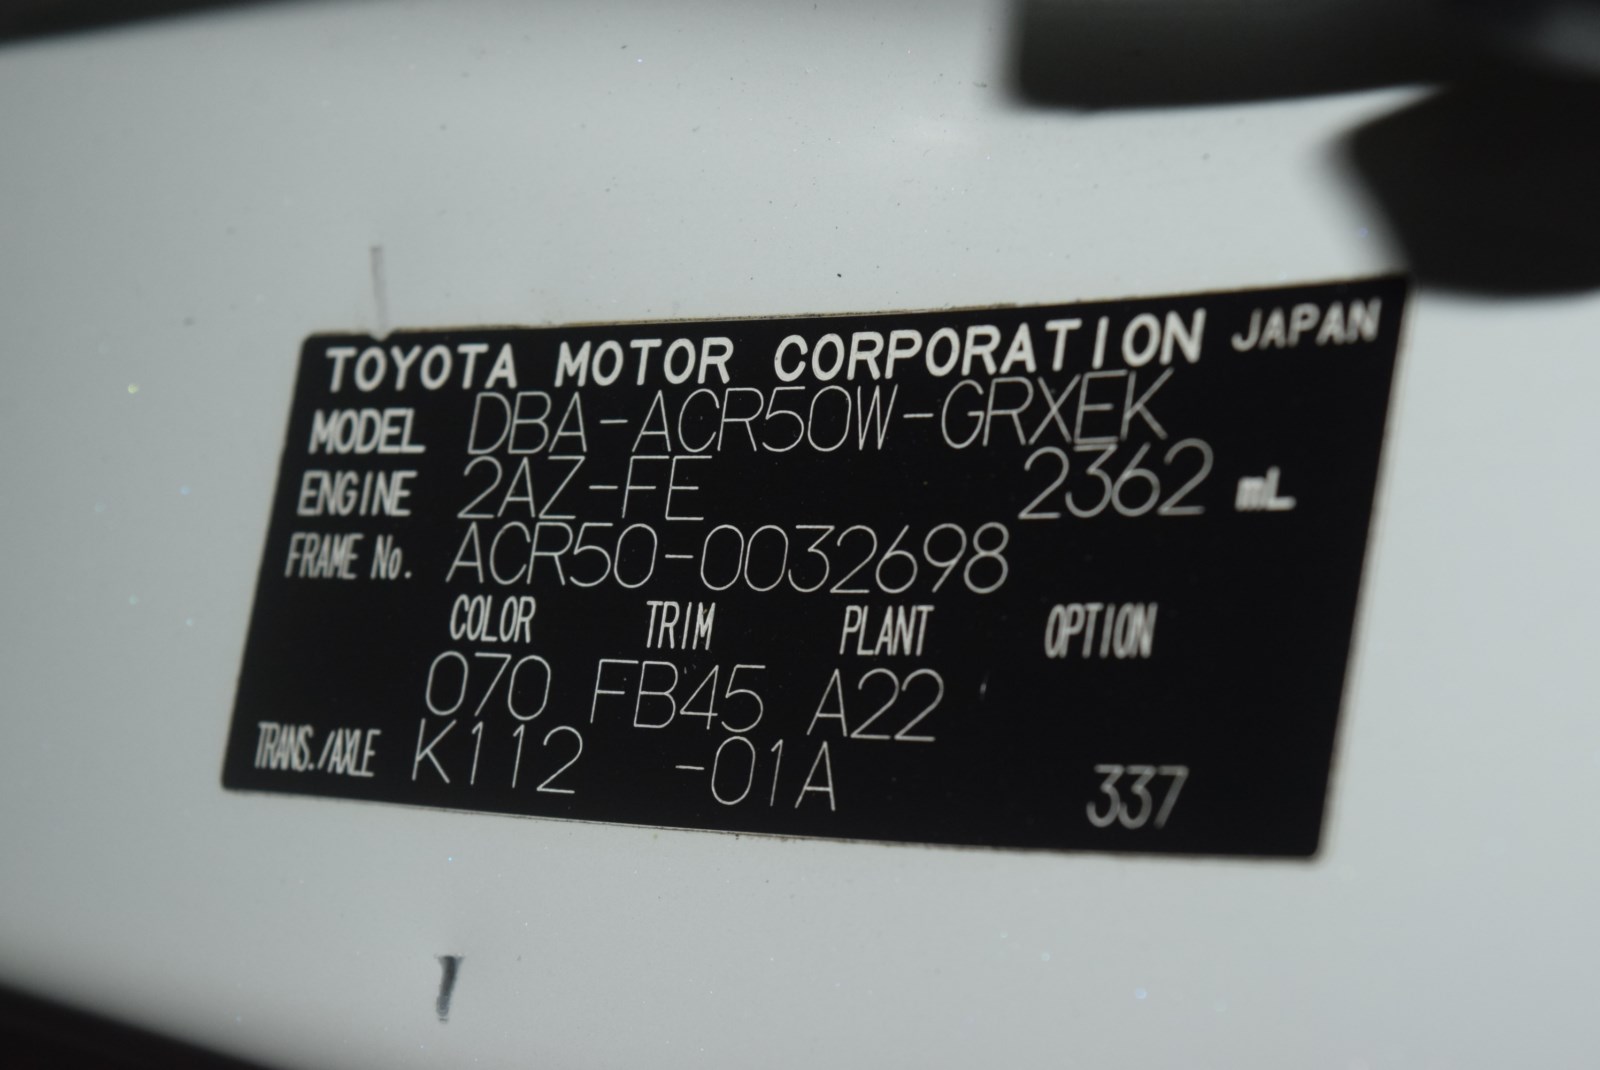 TOYOTA MOTOR CORPORATION JAPAN
MODEL DBA-ACR50W-GRXEK
ENGINE 2AZ-FE 2362 mL
FRAME No. ACR50-0032698
COLOR TRIM PLANT OPTION
070 FB45 A22
TRANS./AXLE K112 -01A 337